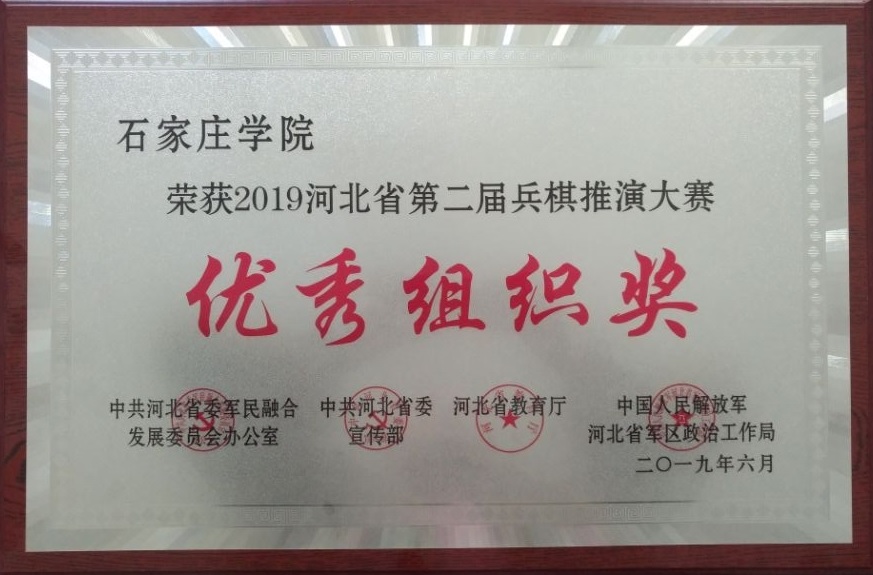 石家庄学院
荣获2019河北省第二届兵棋推演大赛
优秀组织奖
中共河北省委军民融合
发展委员会办公室
中共河北省委
宣传部
河北省教育厅
中国人民解放军
河北省军区政治工作局
二〇一九年六月